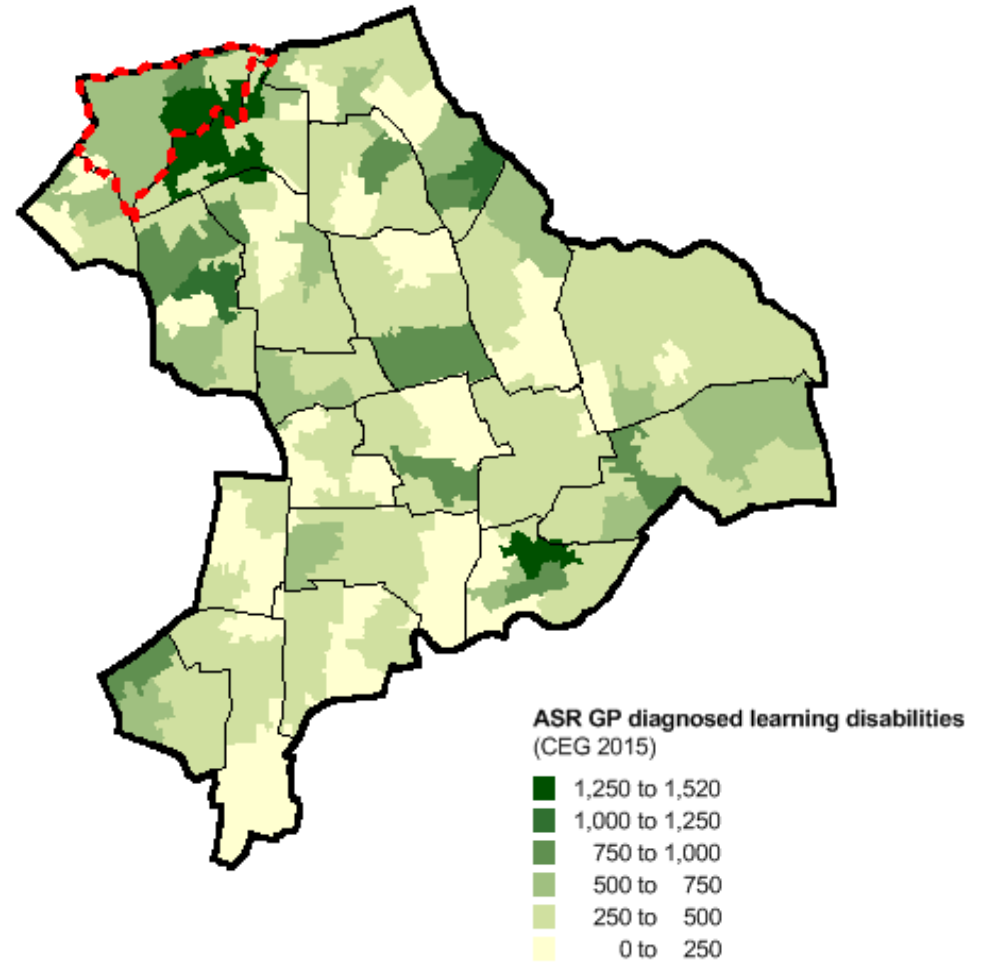 ASR GP diagnosed learning disabilities
(CEG 2015)
1,250 to 1,520
1,000 to 1,250
750 to 1,000
500 to 750
250 to 500
0 to 250